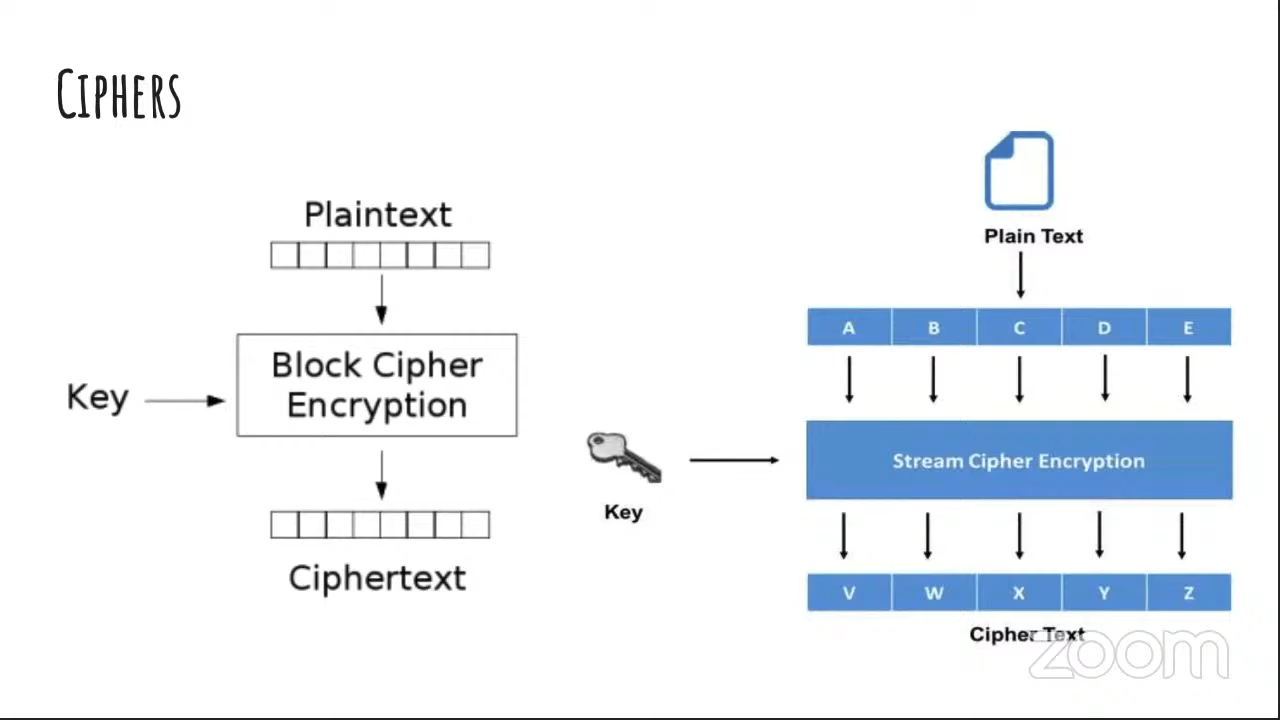 CIPHERS
Plaintext
Block Cipher
Encryption
Key
Ciphertext
Plain Text
A B C D E
Stream Cipher Encryption
Key
V W X Y Z
Cipher Text
zoom